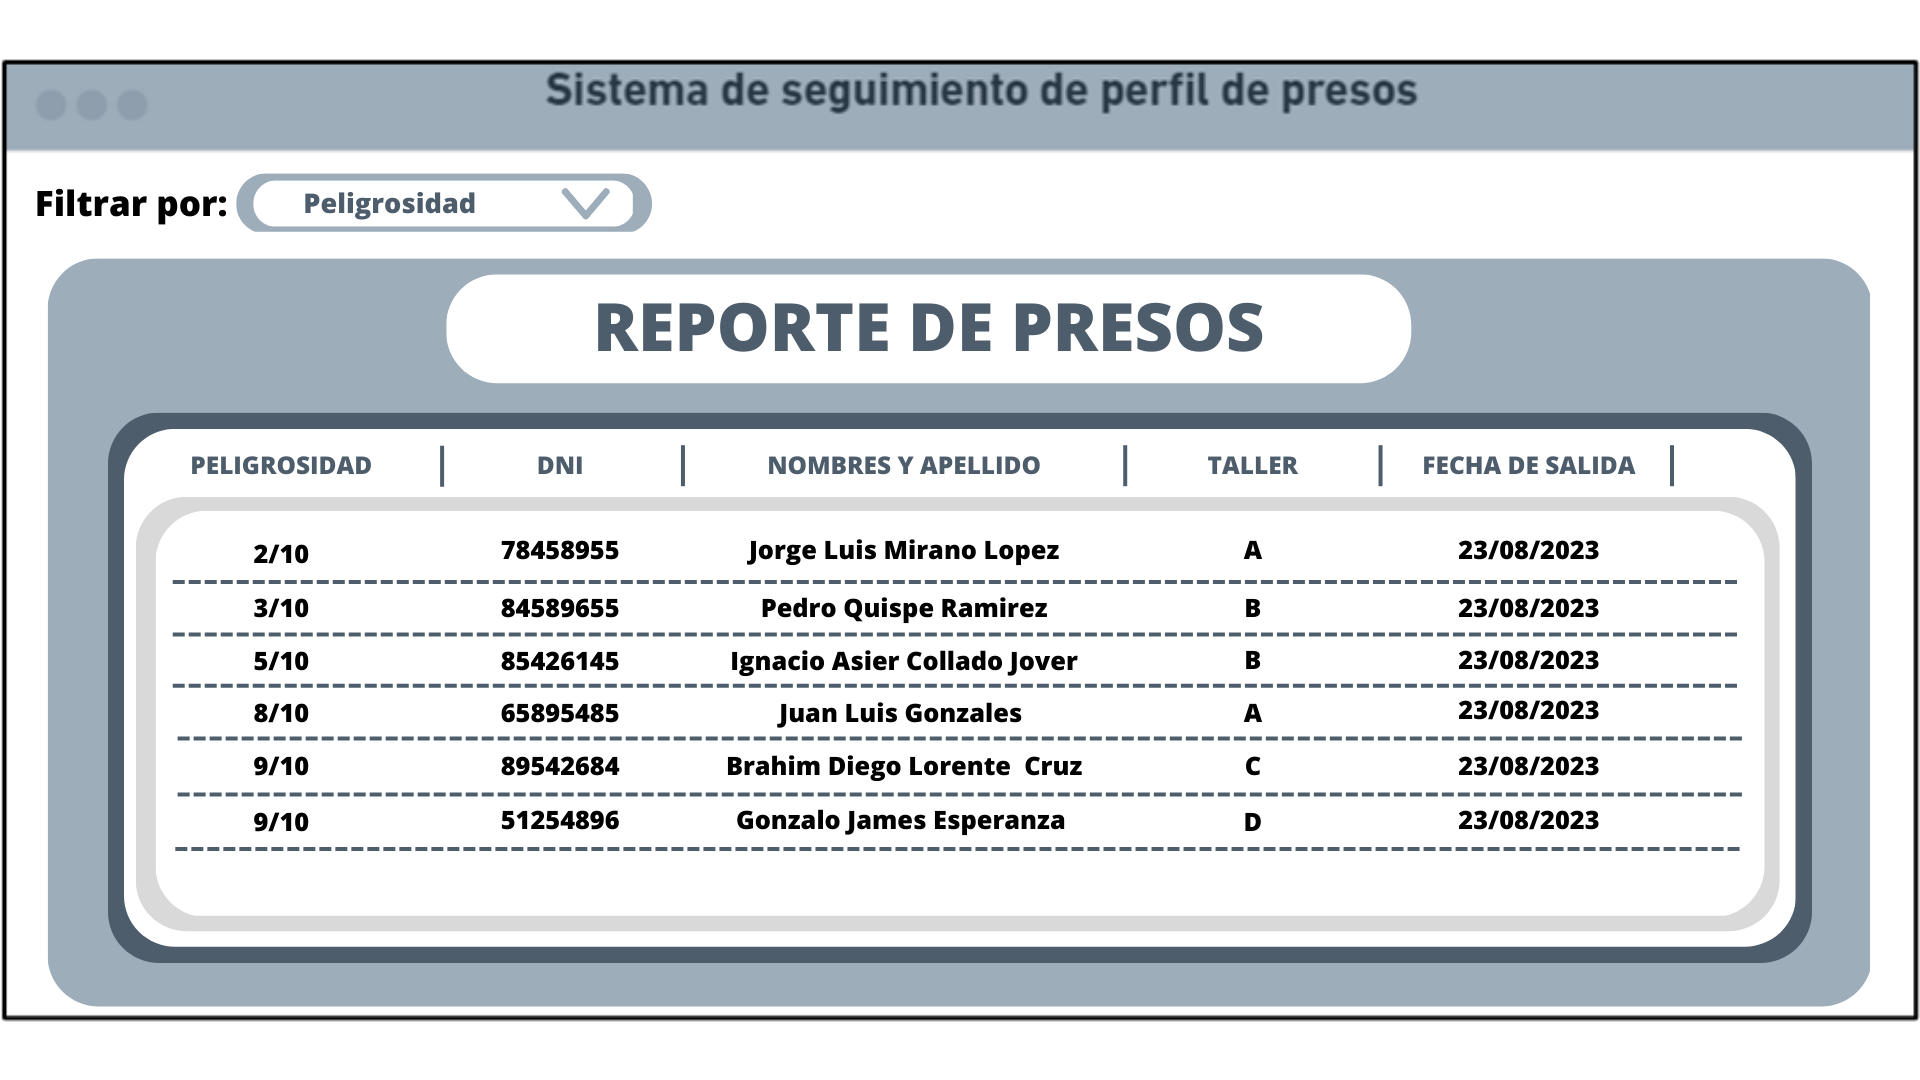 Sistema de seguimiento de perfil de presos
Filtrar por: Peligrosidad
REPORTE DE PRESOS
PELIGROSIDAD DNI NOMBRES Y APELLIDO TALLER FECHA DE SALIDA
2/10 78458955 Jorge Luis Mirano Lopez A 23/08/2023
3/10 84589655 Pedro Quispe Ramirez B 23/08/2023
5/10 85426145 Ignacio Asier Collado Jover B 23/08/2023
8/10 65895485 Juan Luis Gonzales A 23/08/2023
9/10 89542684 Brahim Diego Lorente Cruz C 23/08/2023
9/10 51254896 Gonzalo James Esperanza D 23/08/2023